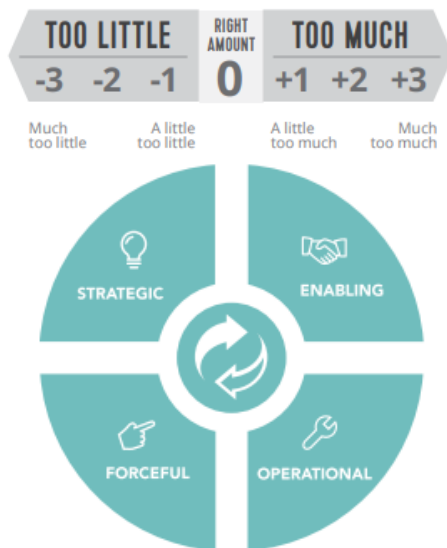 TOO LITTLE
RIGHT
AMOUNT
TOO MUCH
-3 -2 -1 0 +1 +2 +3
Much
too little
A little
too little
A little
too much
Much
too much
STRATEGIC
ENABLING
FORCEFUL
OPERATIONAL